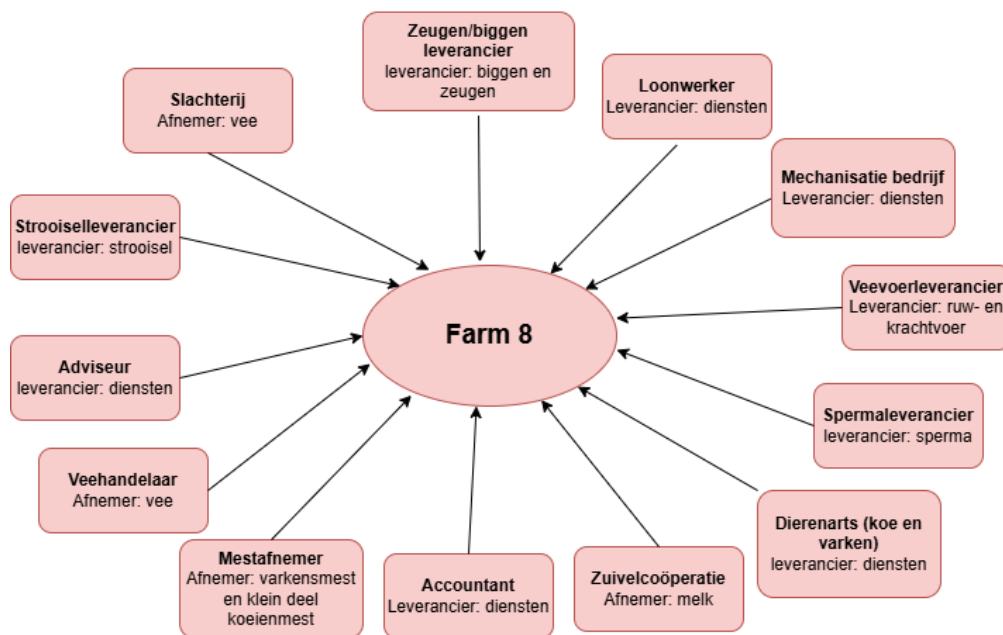 Zeugen/biggen
leverancier
leverancier: biggen en
zeugen
Loonwerker
Leverancier: diensten
Slachterij
Afnemer: vee
Mechanisatie bedrijf
Leverancier: diensten
Strooiselleverancier
leverancier: strooisel
Veevoerleverancier
Leverancier: ruw- en
krachtvoer
Farm 8
Adviseur
leverancier: diensten
Spermaleverancier
leverancier: sperma
Veehandelaar
Afnemer: vee
Dierenarts (koe en
varken)
leverancier: diensten
Mestafnemer
Afnemer: varkensmest
en klein deel
koeienmest
Accountant
Leverancier: diensten
Zuivelcoöperatie
Afnemer: melk